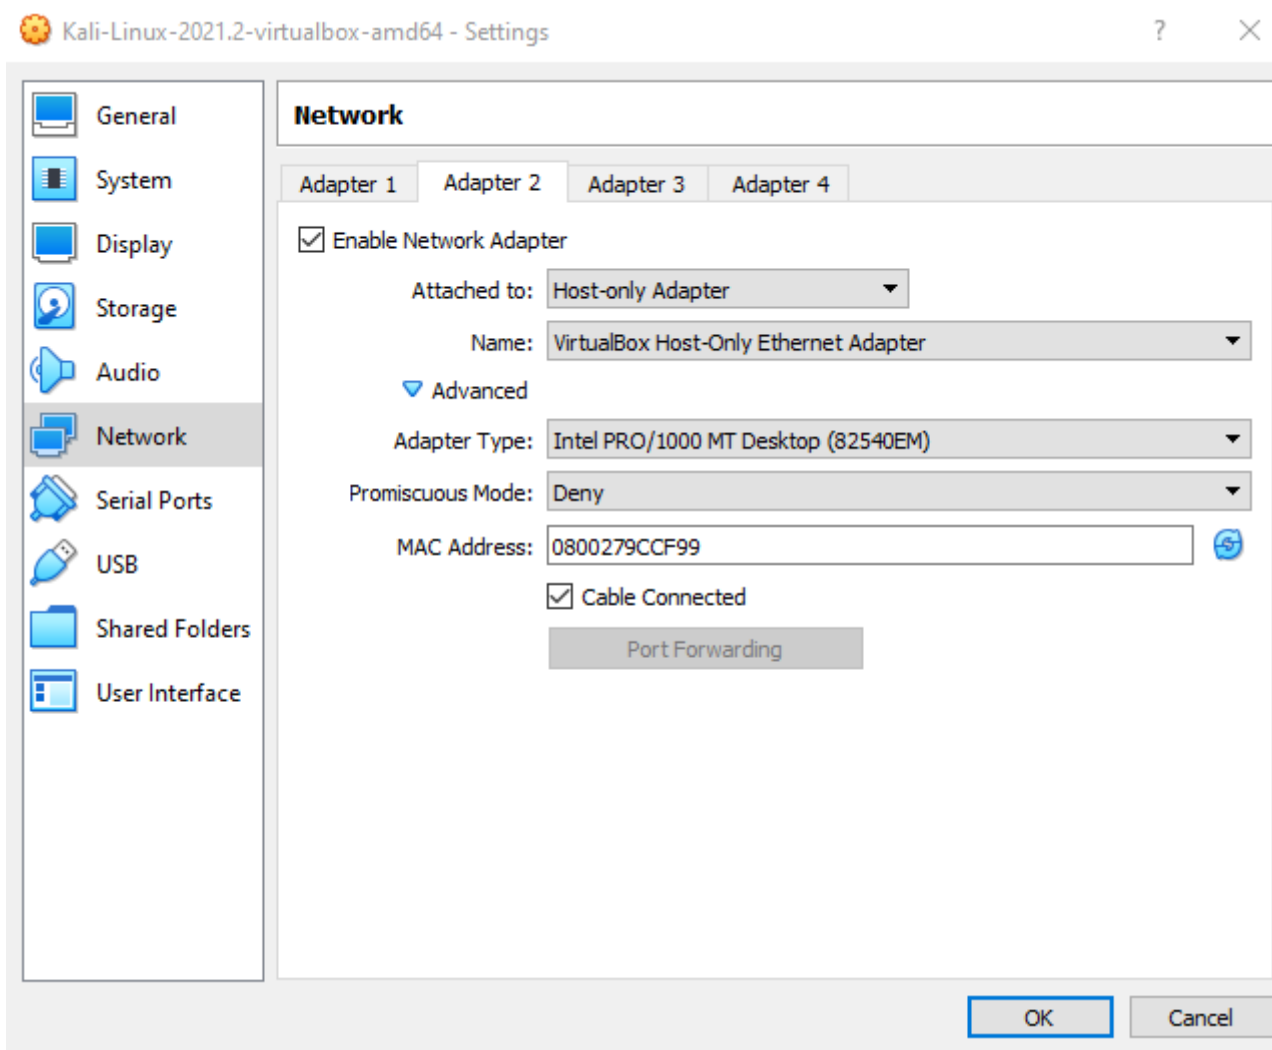 Kali-Linux-2021.2-virtualbox-amd64 - Settings
?
General
System
Display
Storage
Audio
Network
Serial Ports
USB
Shared Folders
User Interface
Network
Adapter 1 Adapter 2 Adapter 3 Adapter 4
Enable Network Adapter
Attached to: Host-only Adapter
Name: VirtualBox Host-Only Ethernet Adapter
Advanced
Adapter Type: Intel PRO/1000 MT Desktop (82540EM)
Promiscuous Mode: Deny
MAC Address: 0800279CCF99
Cable Connected
Port Forwarding
OK Cancel